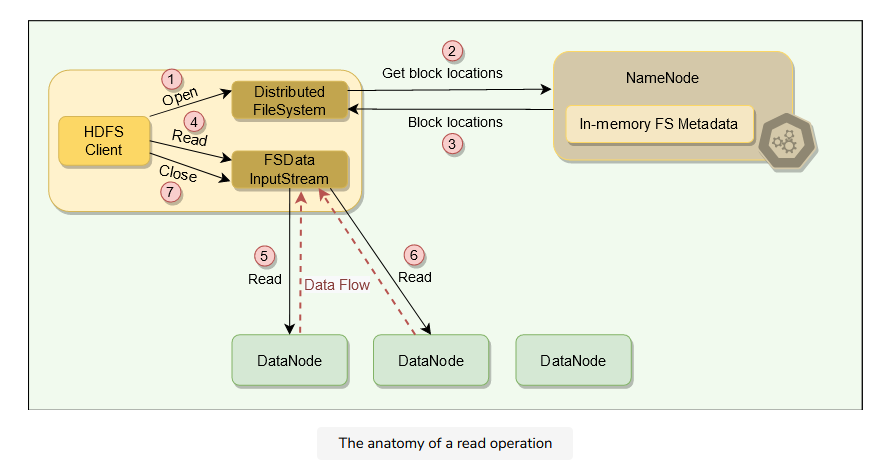 1
Open
Distributed
FileSystem
2
Get block locations
NameNode
In-memory FS Metadata
Block locations
3
HDFS
Client
4
Read
FSData
InputStream
Close
7
5
Read
Data Flow
6
Read
DataNode
DataNode
DataNode
The anatomy of a read operation